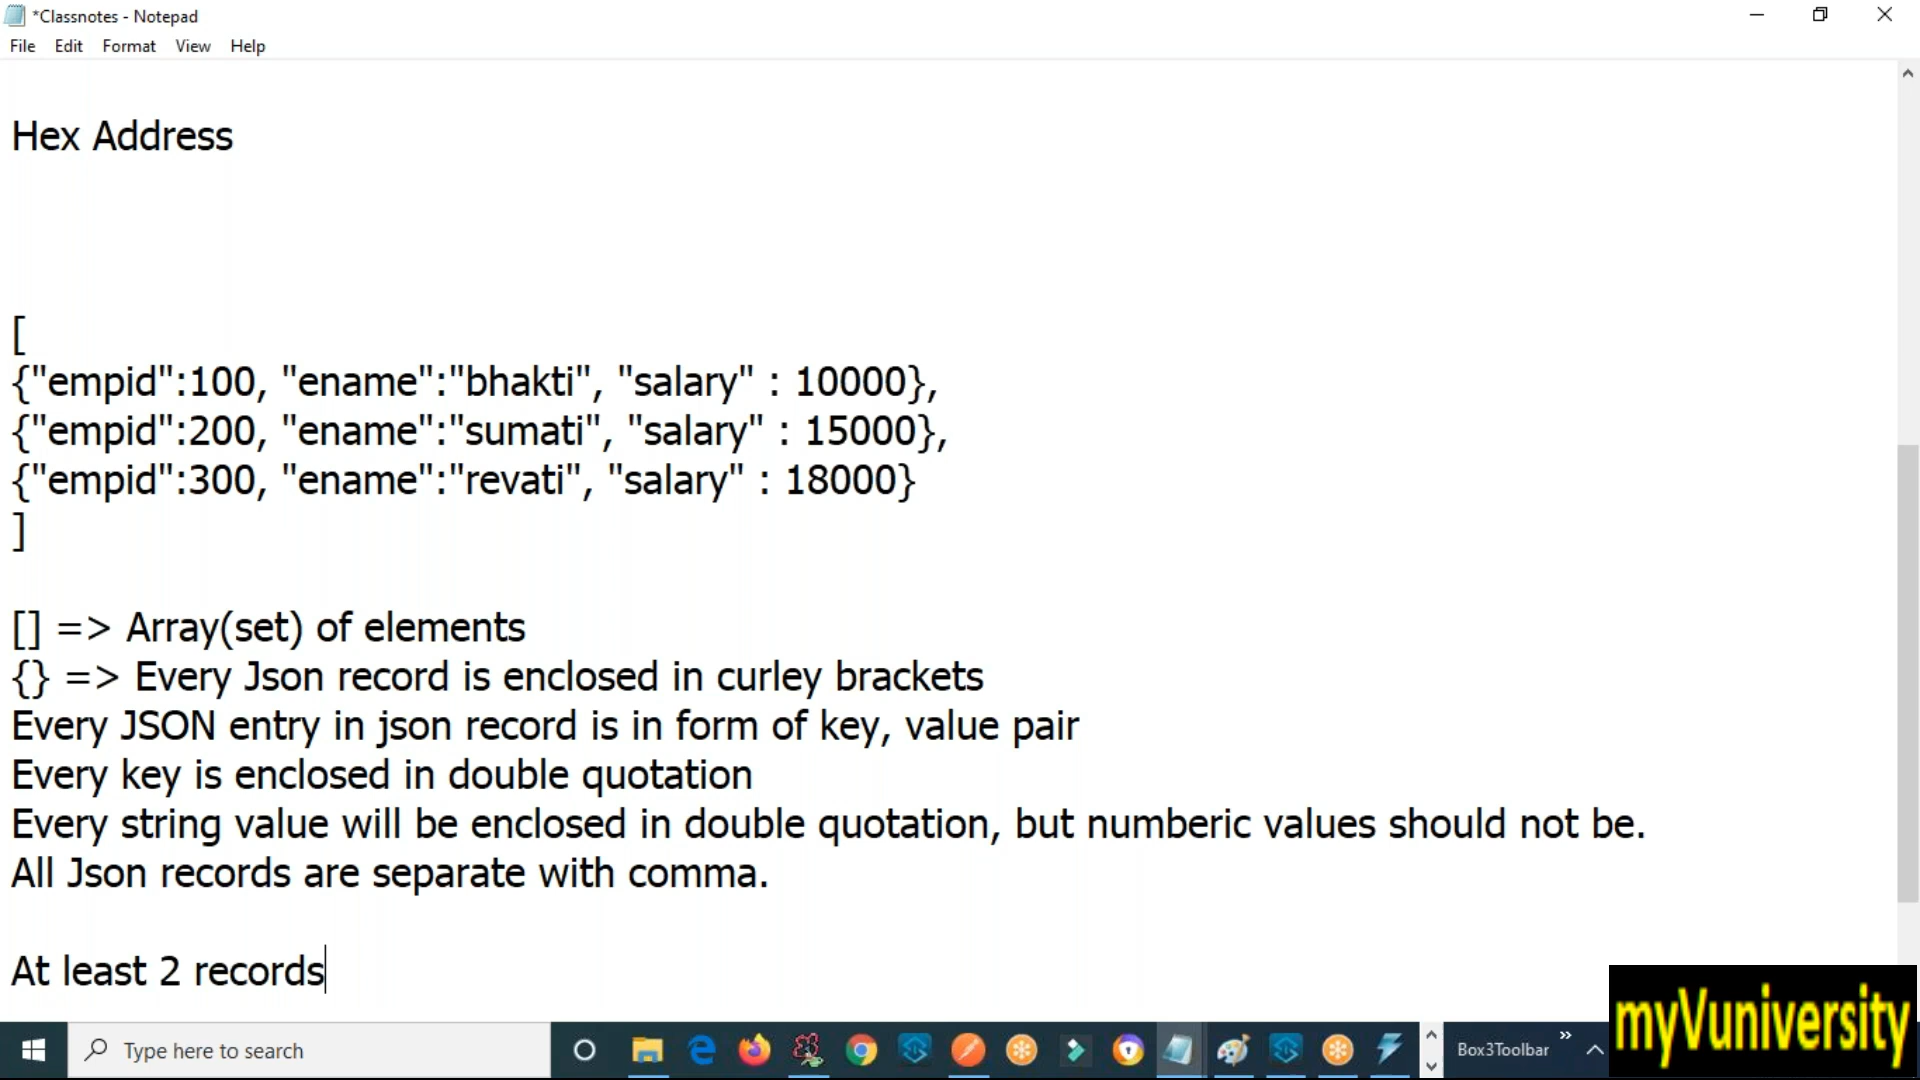 *Classnotes - Notepad
File Edit Format View Help
Hex Address
[
{"empid":100, "ename":"bhakti", "salary" : 10000},
{"empid":200, "ename":"sumati", "salary" : 15000},
{"empid":300, "ename":"revati", "salary" : 18000}
]
[] => Array(set) of elements
{} => Every Json record is enclosed in curley brackets
Every JSON entry in json record is in form of key, value pair
Every key is enclosed in double quotation
Every string value will be enclosed in double quotation, but numberic values should not be.
All Json records are separate with comma.
At least 2 records
Type here to search
Box3Toolbar
myVuniversity